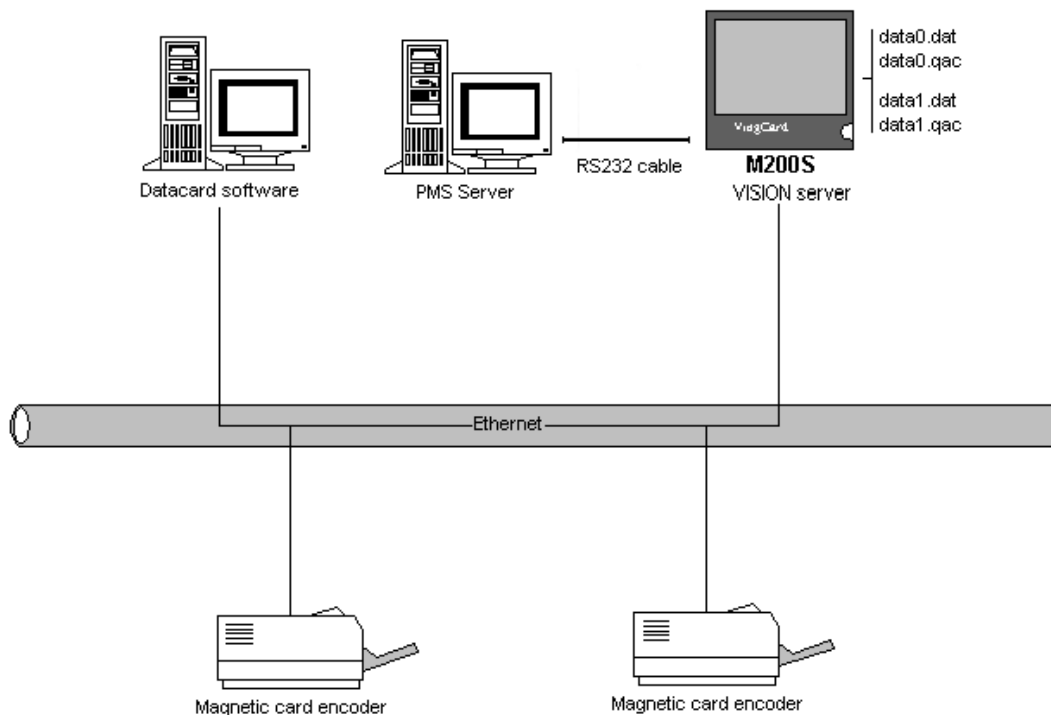 data0.dat
data0.qac
data1.dat
data1.qac
VingCard
RS232 cable
M200S
Datacard software
PMS Server
VISION server
Ethernet
Magnetic card encoder
Magnetic card encoder